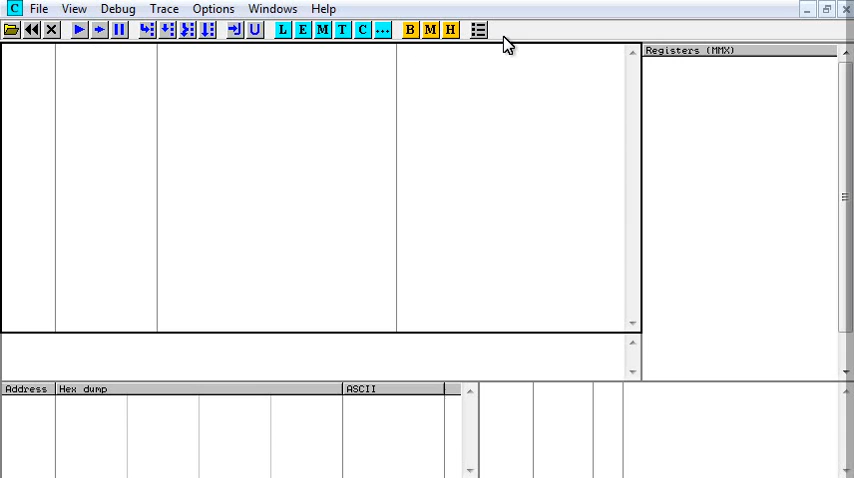 C File View Debug Trace Options Windows Help
L E M T C ... B M H
Registers (MMX)
Address Hex dump ASCII